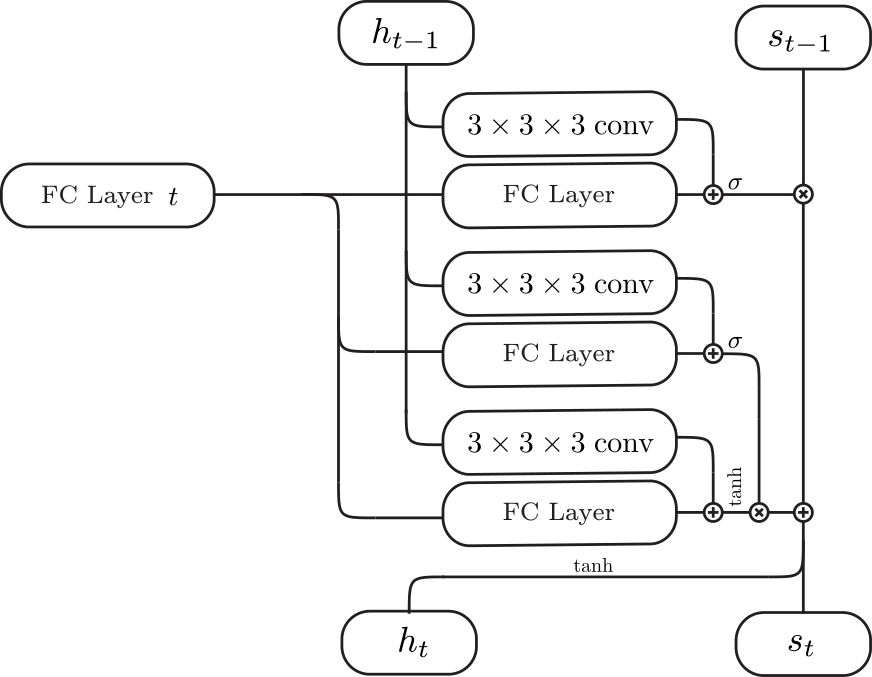 h_{t-1}
s_{t-1}
3 × 3 × 3 conv
FC Layer t
FC Layer
σ
3 × 3 × 3 conv
FC Layer
σ
3 × 3 × 3 conv
tanh
FC Layer
tanh
h_t
s_t